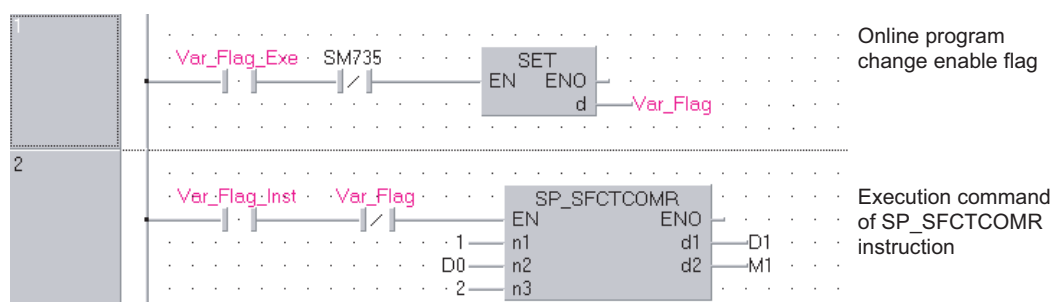 1
Var_Flag_Exe SM735
SET
EN ENO
d Var_Flag
Online program
change enable flag
2
Var_Flag_Inst Var_Flag
SP_SFCTCOMR
EN ENO
1 n1 d1 D1
D0 n2 d2 M1
2 n3
Execution command
of SP_SFCTCOMR
instruction